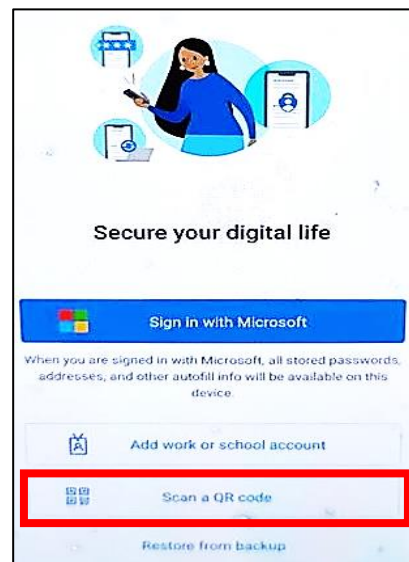 Secure your digital life
Sign in with Microsoft
When you are signed in with Microsoft, all stored passwords,
addresses, and other autofill info will be available on this
device.
Add work or school account
Scan a QR code
Restore from backup